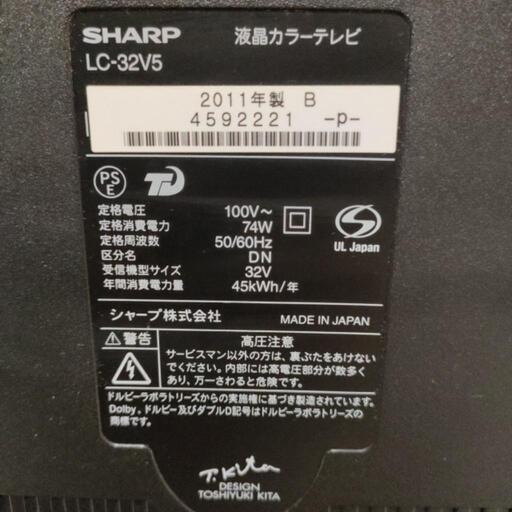 SHARP 液晶カラーテレビ
LC-32V5
2011年製 B
4592221 -p-
PS
E
定格電圧 100V～
定格消費電力 74W
定格周波数 50/60Hz
区分名 DN
受信機型サイズ 32V
年間消費電力量 45kWh/年
S
UL Japan
シャープ株式会社 MADE IN JAPAN
警告
高圧注意
サービスマン以外の方は、裏ぶたをあけない
でください。内部には高電圧部分が数多く
あり、万一さわると危険です。
ドルビーラボラトリーズからの実施権に基づき製造されています。
Dolby、ドルビー及びダブルD記号はドルビーラボラトリーズの
商標です。
T.Kita
DESIGN
TOSHIYUKI KITA